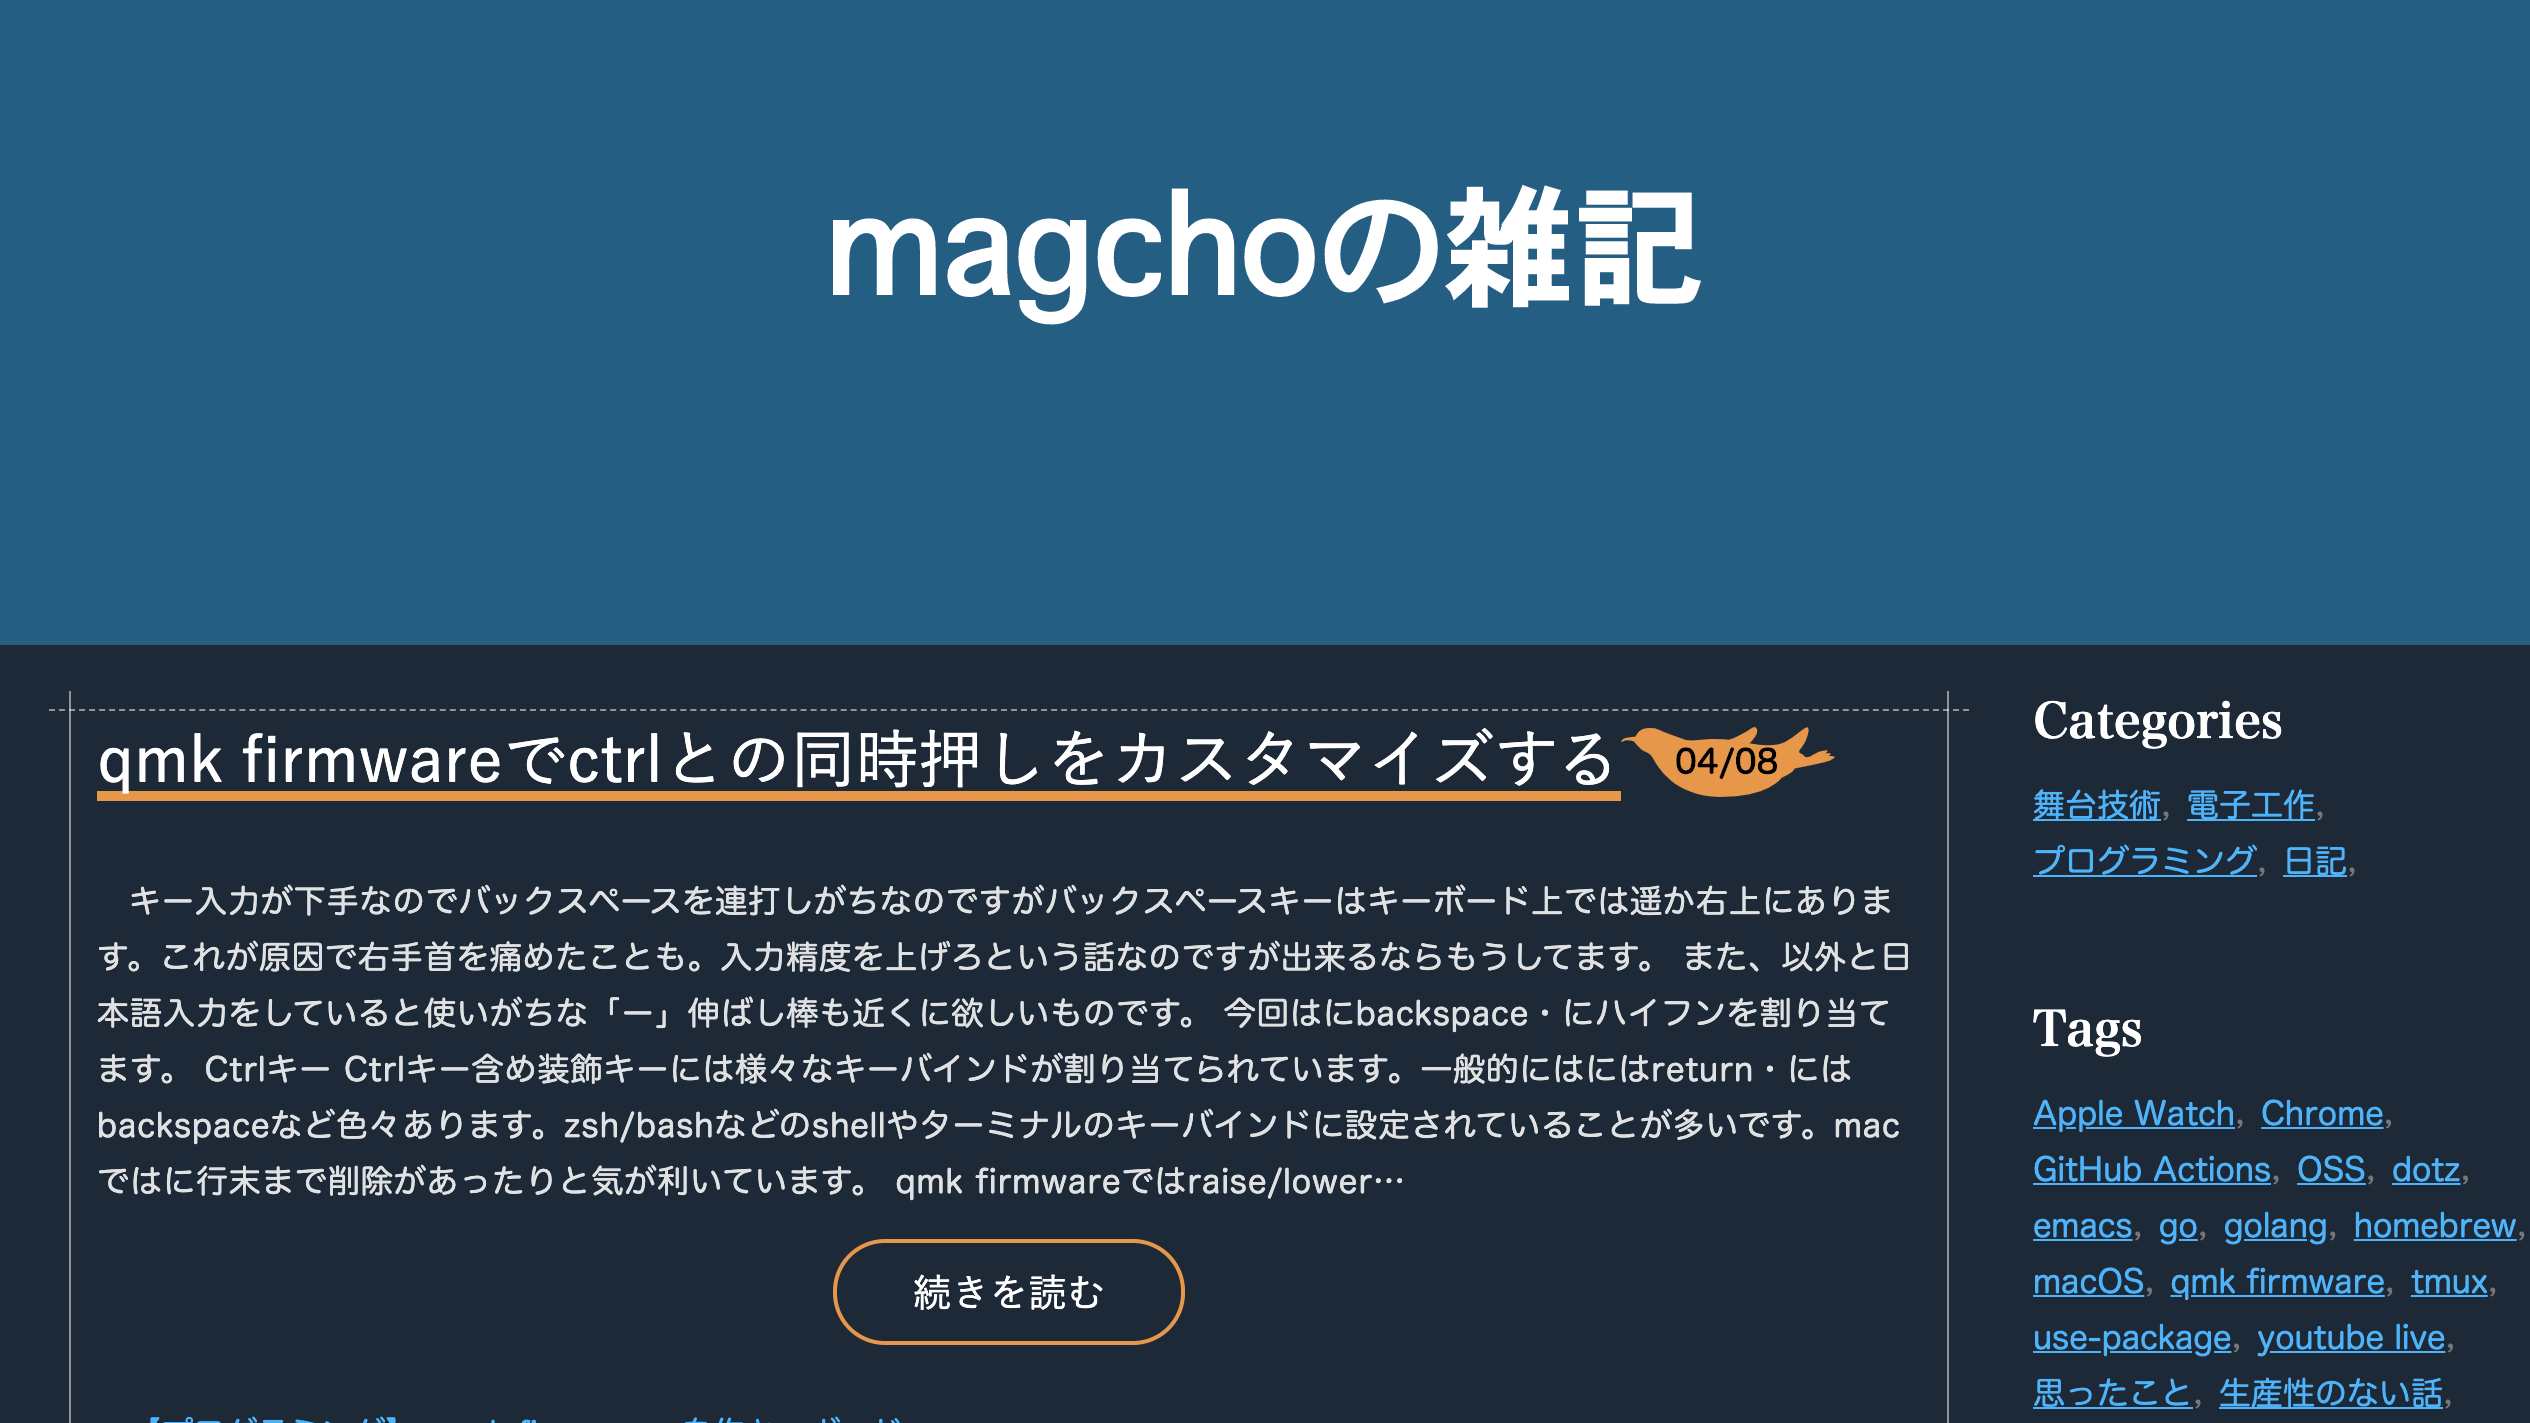 magchoの雑記
qmk firmwareでctrlとの同時押しをカスタマイズする
04/08
キー入力が下手なのでバックスペースを連打しがちなのですがバックスペースキーはキーボード上では遥か右上にありま
す。これが原因で右手首を痛めたことも。入力精度を上げろという話なのですが出来るならもうしてます。 また、以外と日
本語入力をしていると使いがちな「ー」伸ばし棒も近くに欲しいものです。 今回はにbackspace・にハイフンを割り当て
ます。 Ctrlキー Ctrlキー含め装飾キーには様々なキーバインドが割り当てられています。一般的にはにはreturn・には
backspaceなど色々あります。zsh/bashなどのshellやターミナルのキーバインドに設定されていることが多いです。mac
ではに行末まで削除があったりと気が利いています。 qmk firmwareではraise/lower…
続きを読む
Categories
舞台技術, 電子工作,
プログラミング, 日記,
Tags
Apple Watch, Chrome,
GitHub Actions, OSS, dotz,
emacs, go, golang, homebrew,
macOS, qmk firmware, tmux,
use-package, youtube live,
思ったこと, 生産性のない話,